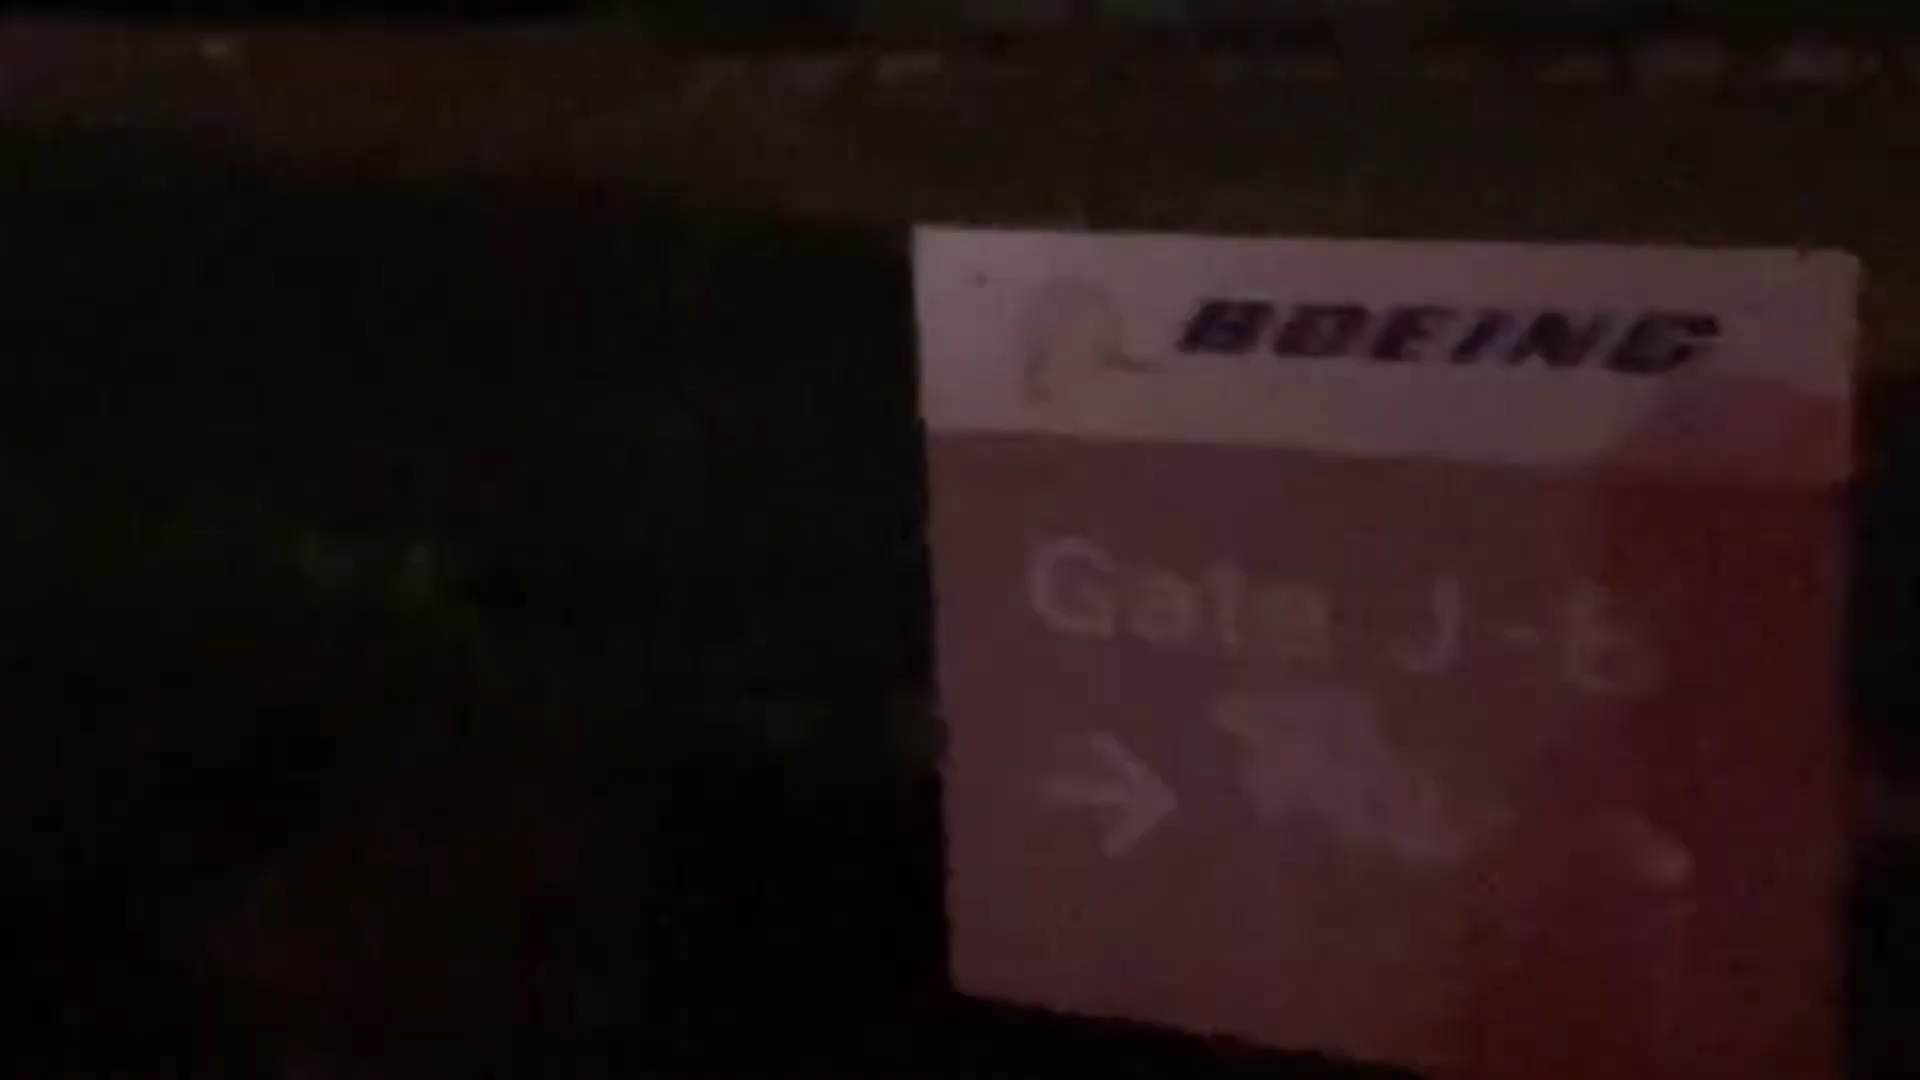 BOEING
Gate J-6
→